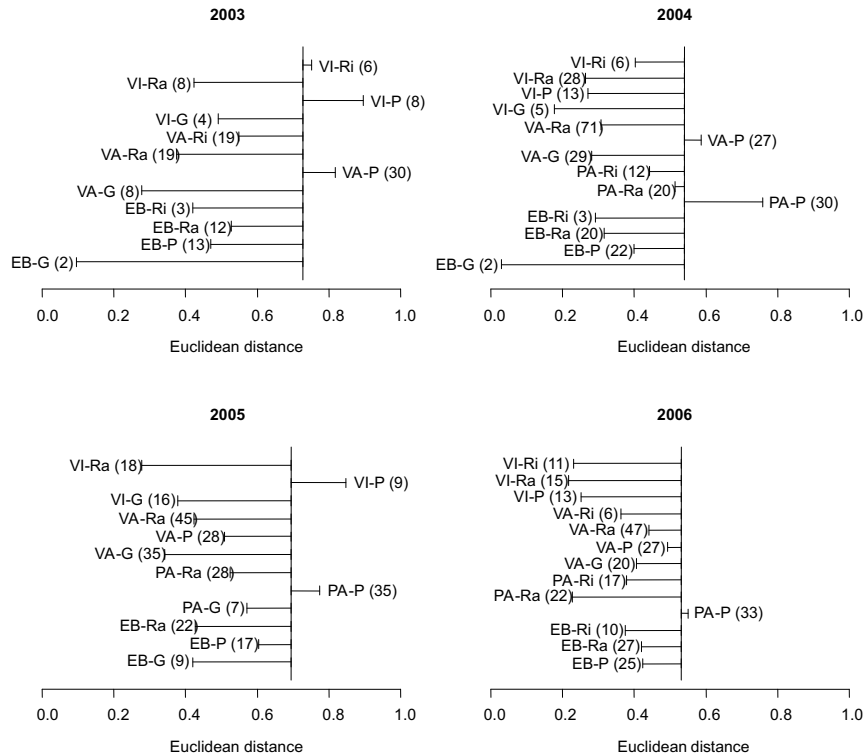 2003
VI-Ri (6)
VI-Ra (8)
VI-P (8)
VI-G (4)
VA-Ri (19)
VA-Ra (19)
VA-P (30)
VA-G (8)
EB-Ri (3)
EB-Ra (12)
EB-P (13)
EB-G (2)
0.0 0.2 0.4 0.6 0.8 1.0
Euclidean distance
2004
VI-Ri (6)
VI-Ra (28)
VI-P (13)
VI-G (5)
VA-Ra (71)
VA-P (27)
VA-G (29)
PA-Ri (12)
PA-Ra (20)
PA-P (30)
EB-Ri (3)
EB-Ra (20)
EB-P (22)
EB-G (2)
0.0 0.2 0.4 0.6 0.8 1.0
Euclidean distance
2005
VI-Ra (18)
VI-P (9)
VI-G (16)
VA-Ra (45)
VA-P (28)
VA-G (35)
PA-Ra (28)
PA-P (35)
PA-G (7)
EB-Ra (22)
EB-P (17)
EB-G (9)
0.0 0.2 0.4 0.6 0.8 1.0
Euclidean distance
2006
VI-Ri (11)
VI-Ra (15)
VI-P (13)
VA-Ri (6)
VA-Ra (47)
VA-P (27)
VA-G (20)
PA-Ri (17)
PA-Ra (22)
PA-P (33)
EB-Ri (10)
EB-Ra (27)
EB-P (25)
0.0 0.2 0.4 0.6 0.8 1.0
Euclidean distance